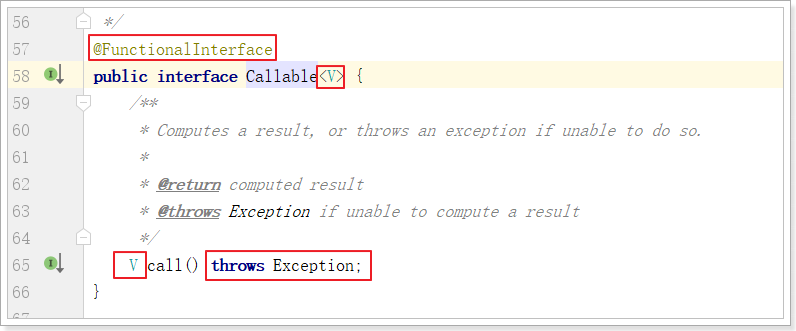 56 */
57 @FunctionalInterface
58 public interface Callable<V> {
59 /**
60 * Computes a result, or throws an exception if unable to do so.
61 *
62 * @return computed result
63 * @throws Exception if unable to compute a result
64 */
65 V call() throws Exception;
66 }